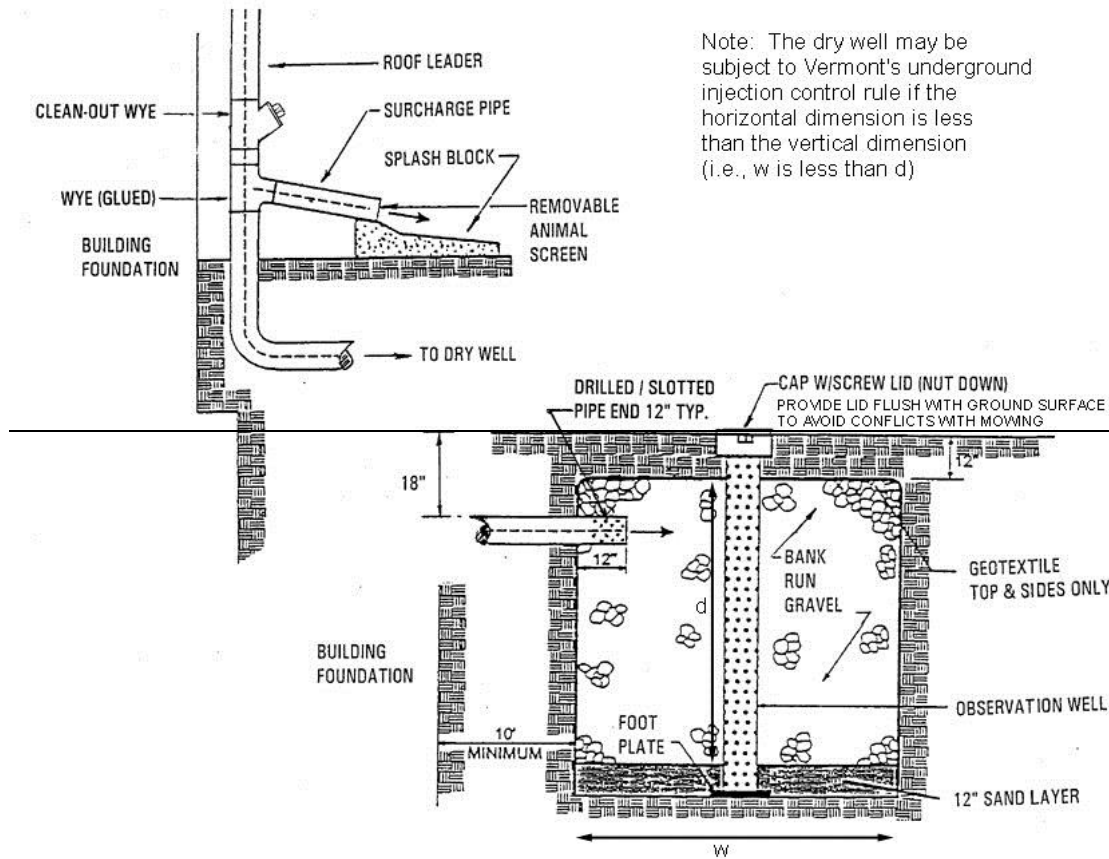 Note: The dry well may be
subject to Vermont's underground
injection control rule if the
horizontal dimension is less
than the vertical dimension
(i.e., w is less than d)
ROOF LEADER
CLEAN-OUT WYE
SURCHARGE PIPE
SPLASH BLOCK
WYE (GLUED)
REMOVABLE
ANIMAL
SCREEN
BUILDING
FOUNDATION
TO DRY WELL
DRILLED / SLOTTED
PIPE END 12" TYP.
CAP W/SCREW LID (NUT DOWN)
PROVIDE LID FLUSH WITH GROUND SURFACE
TO AVOID CONFLICTS WITH MOWING
12"
18"
12"
d
BANK
RUN
GRAVEL
GEOTEXTILE
TOP & SIDES ONLY
BUILDING
FOUNDATION
OBSERVATION WELL
FOOT
PLATE
10'
MINIMUM
12" SAND LAYER
W